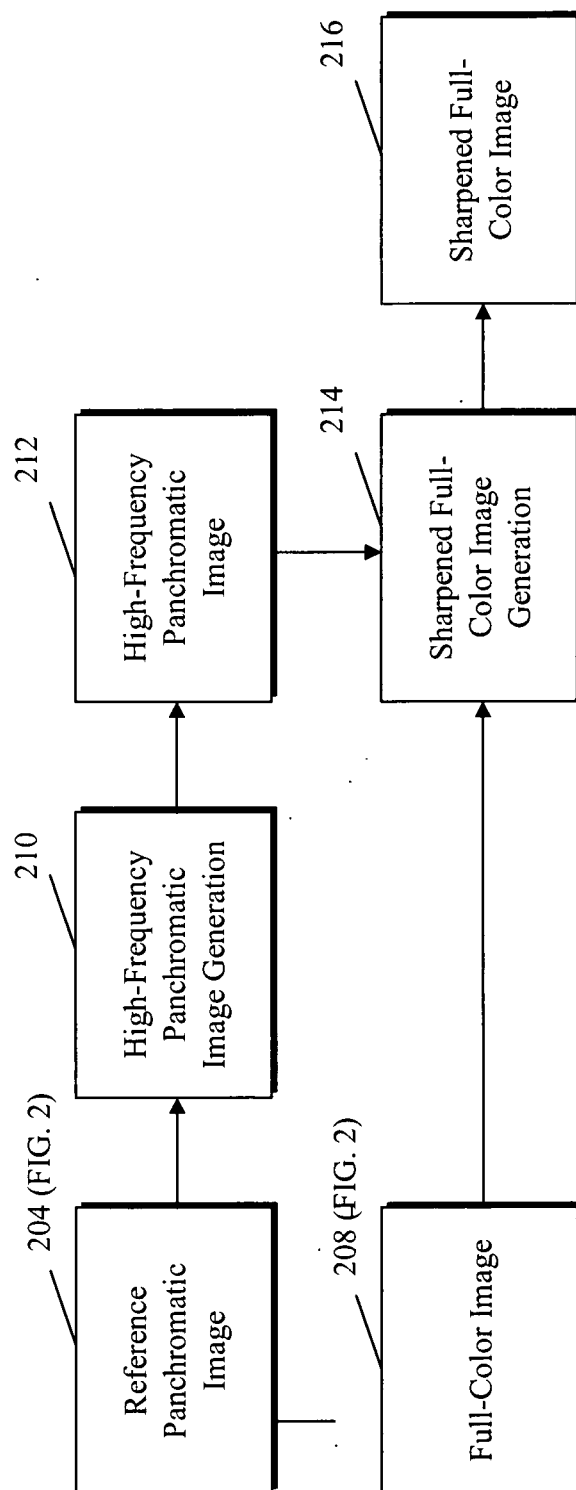 204 (FIG. 2)
Reference
Panchromatic
Image
210
High-Frequency
Panchromatic
Image Generation
212
High-Frequency
Panchromatic
Image
208 (FIG. 2)
Full-Color Image
214
Sharpened Full-
Color Image
Generation
216
Sharpened Full-
Color Image